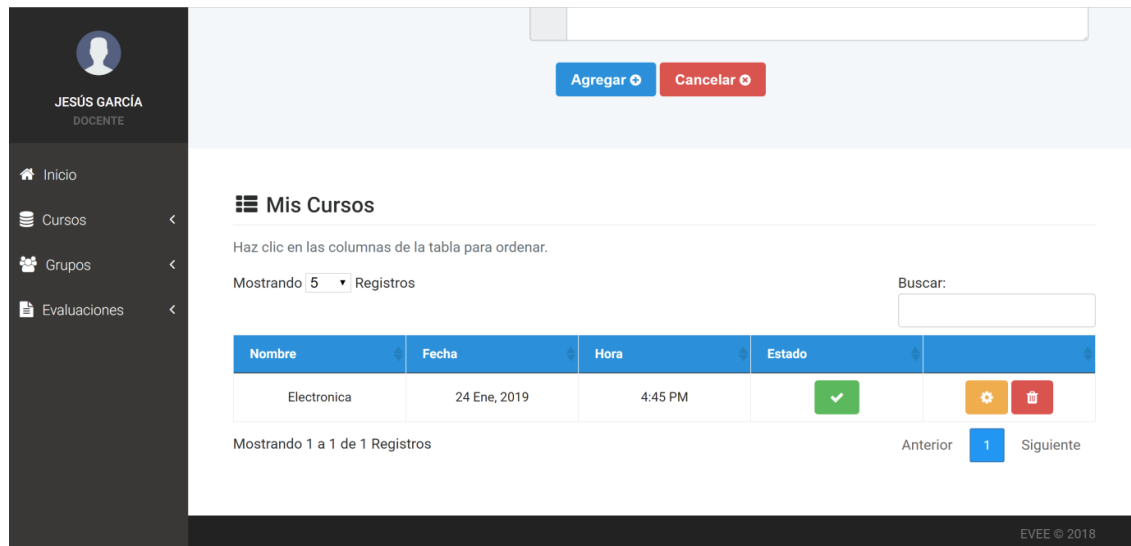 JESÚS GARCÍA
DOCENTE
Inicio
Cursos
Grupos
Evaluaciones
Agregar
Cancelar
Mis Cursos
Haz clic en las columnas de la tabla para ordenar.
Mostrando 5 Registros
Buscar:
Nombre Fecha Hora Estado
Electronica 24 Ene, 2019 4:45 PM
Mostrando 1 a 1 de 1 Registros
Anterior 1 Siguiente
EVEE © 2018